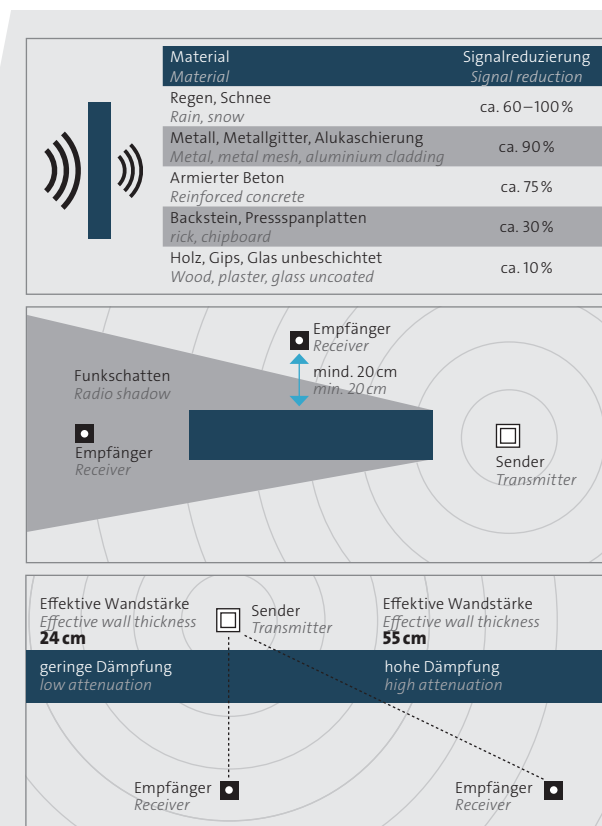 Material Signalreduzierung
Material Signal reduction
Regen, Schnee ca. 60–100 %
Rain, snow
Metall, Metallgitter, Alukaschierung ca. 90 %
Metal, metal mesh, aluminium cladding
Armierter Beton ca. 75 %
Reinforced concrete
Backstein, Pressspanplatten ca. 30 %
rick, chipboard
Holz, Gips, Glas unbeschichtet ca. 10 %
Wood, plaster, glass uncoated
Empfänger
Receiver
mind. 20 cm
min. 20 cm
Funkschatten
Radio shadow
Empfänger
Receiver
Sender
Transmitter
Effektive Wandstärke
Effective wall thickness
24 cm
Sender
Transmitter
Effektive Wandstärke
Effective wall thickness
55 cm
geringe Dämpfung
low attenuation
hohe Dämpfung
high attenuation
Empfänger
Receiver
Empfänger
Receiver